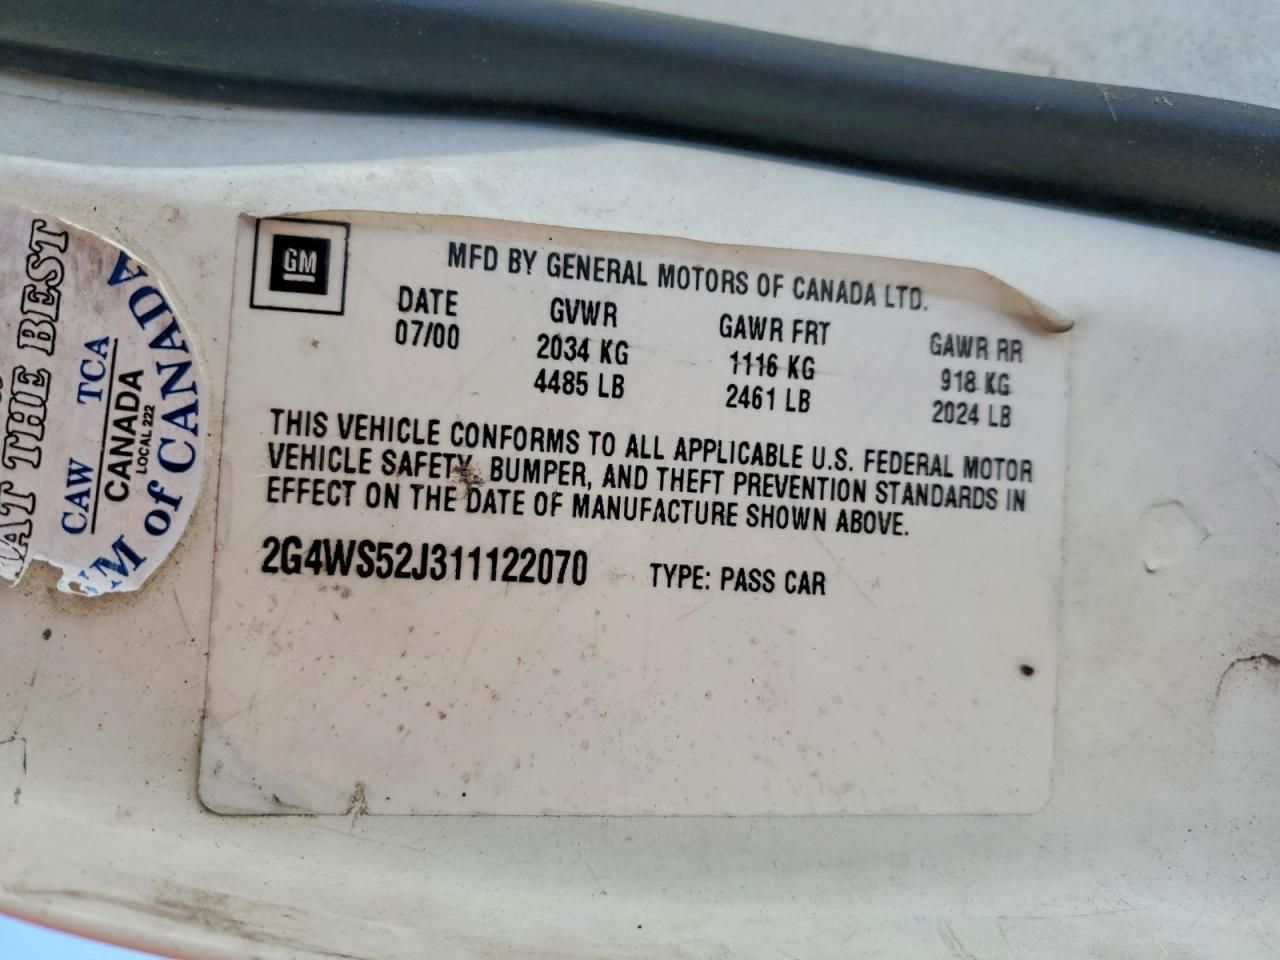 GM
MFD BY GENERAL MOTORS OF CANADA LTD.
DATE GVWR GAWR FRT GAWR RR
07/00 2034 KG 1116 KG 918 KG
4485 LB 2461 LB 2024 LB
THIS VEHICLE CONFORMS TO ALL APPLICABLE U.S. FEDERAL MOTOR
VEHICLE SAFETY, BUMPER, AND THEFT PREVENTION STANDARDS IN
EFFECT ON THE DATE OF MANUFACTURE SHOWN ABOVE.
2G4WS52J311122070 TYPE: PASS CAR
THE BEST
CAW TCA
CANADA
LOCAL 222
of CANADA